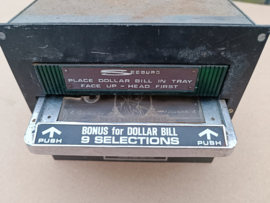 SEEBURG
PLACE DOLLAR BILL IN TRAY
FACE UP - HEAD FIRST
BONUS for DOLLAR BILL
9 SELECTIONS
PUSH
PUSH